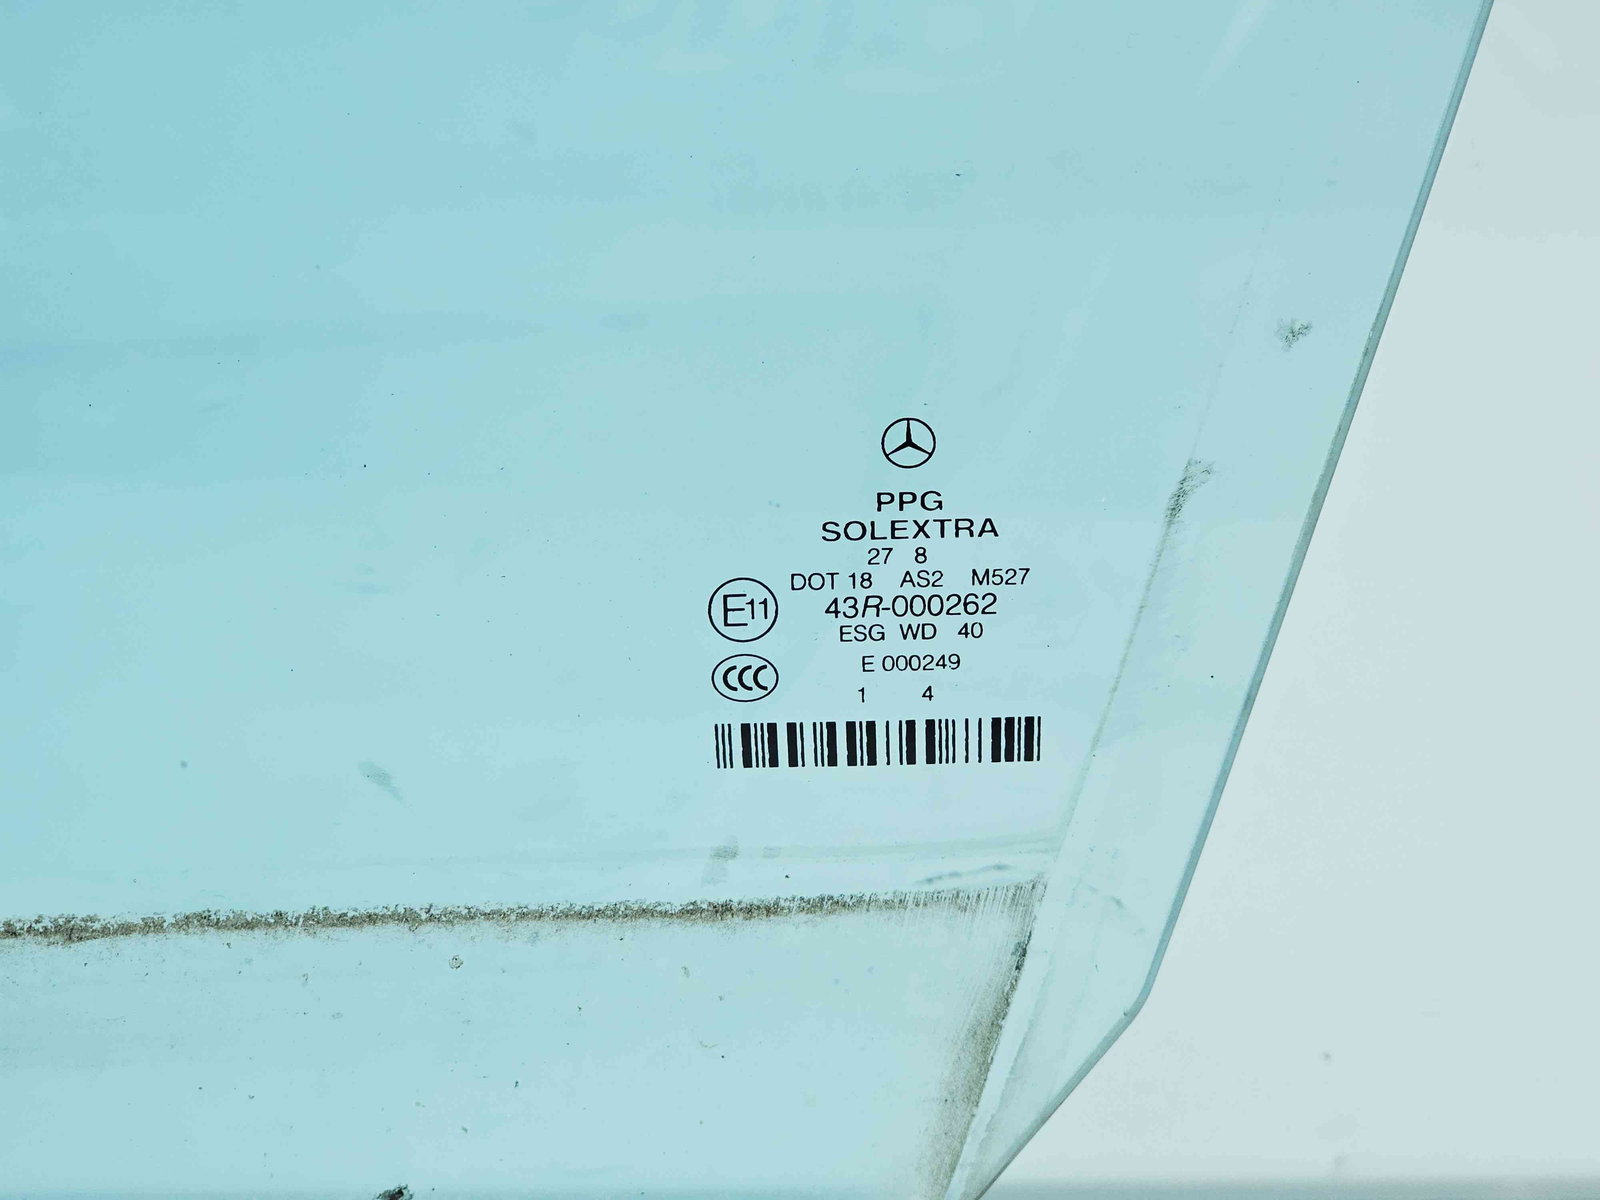 PPG
SOLEXTRA
27 8
DOT 18 AS2 M527
E11 43R-000262
ESG WD 40
CCC E 000249
1 4